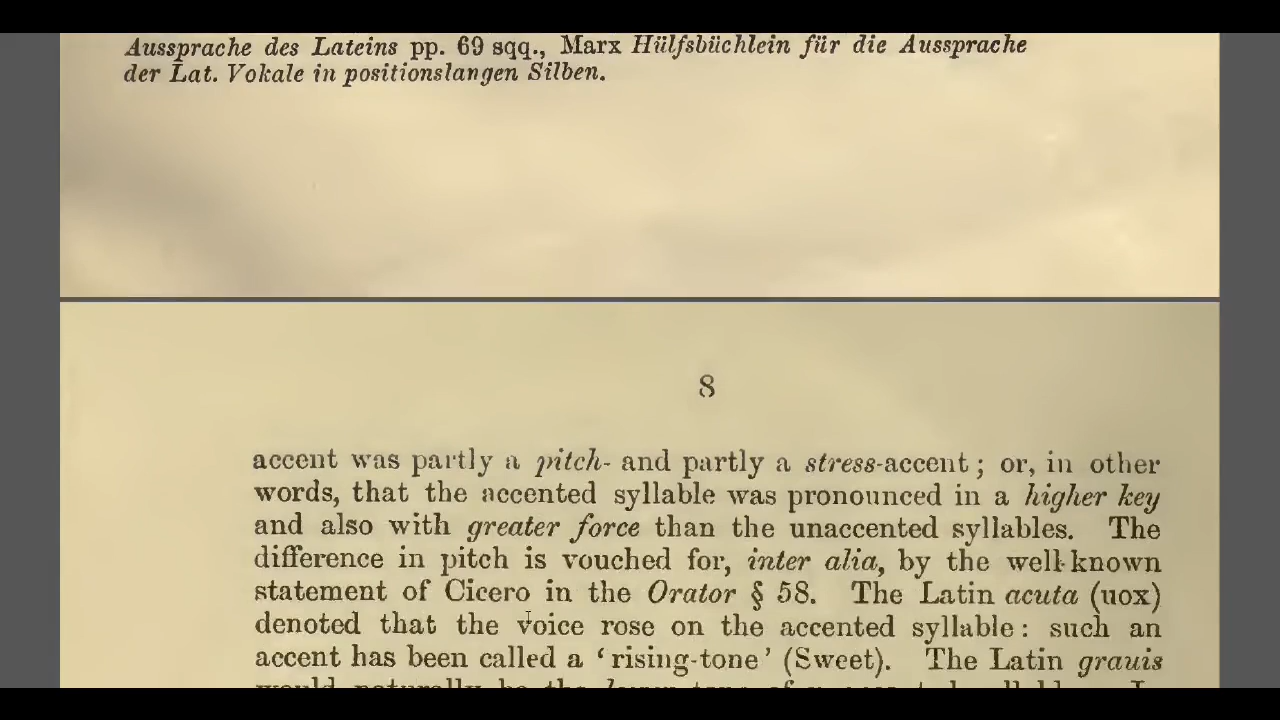 Aussprache des Lateins pp. 69 sqq., Marx Hülfsbüchlein für die Aussprache
der Lat. Vokale in positionslangen Silben.
8
accent was partly a pitch- and partly a stress-accent; or, in other
words, that the accented syllable was pronounced in a higher key
and also with greater force than the unaccented syllables. The
difference in pitch is vouched for, inter alia, by the well-known
statement of Cicero in the Orator § 58. The Latin acuta (uox)
denoted that the voice rose on the accented syllable: such an
accent has been called a ‘rising-tone’ (Sweet). The Latin grauis